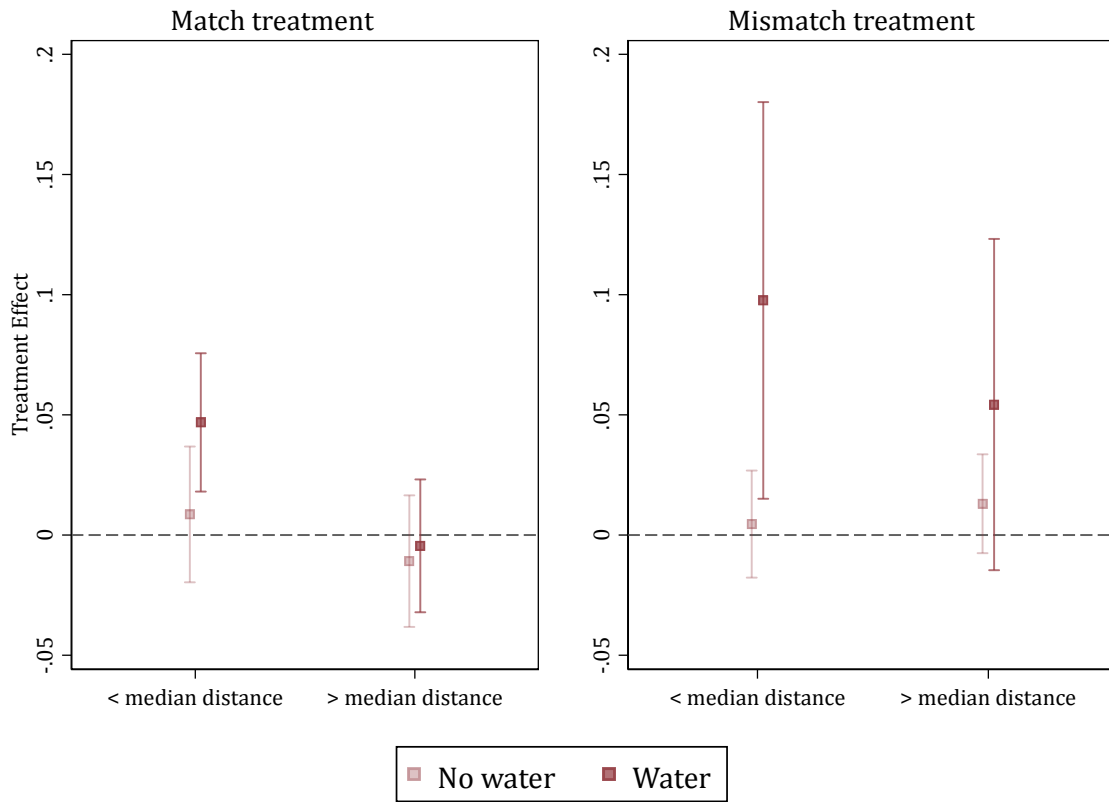 Match treatment
Mismatch treatment
Treatment Effect
.2
.15
.1
.05
0
-.05
< median distance
> median distance
.2
.15
.1
.05
0
-.05
< median distance
> median distance
No water
Water